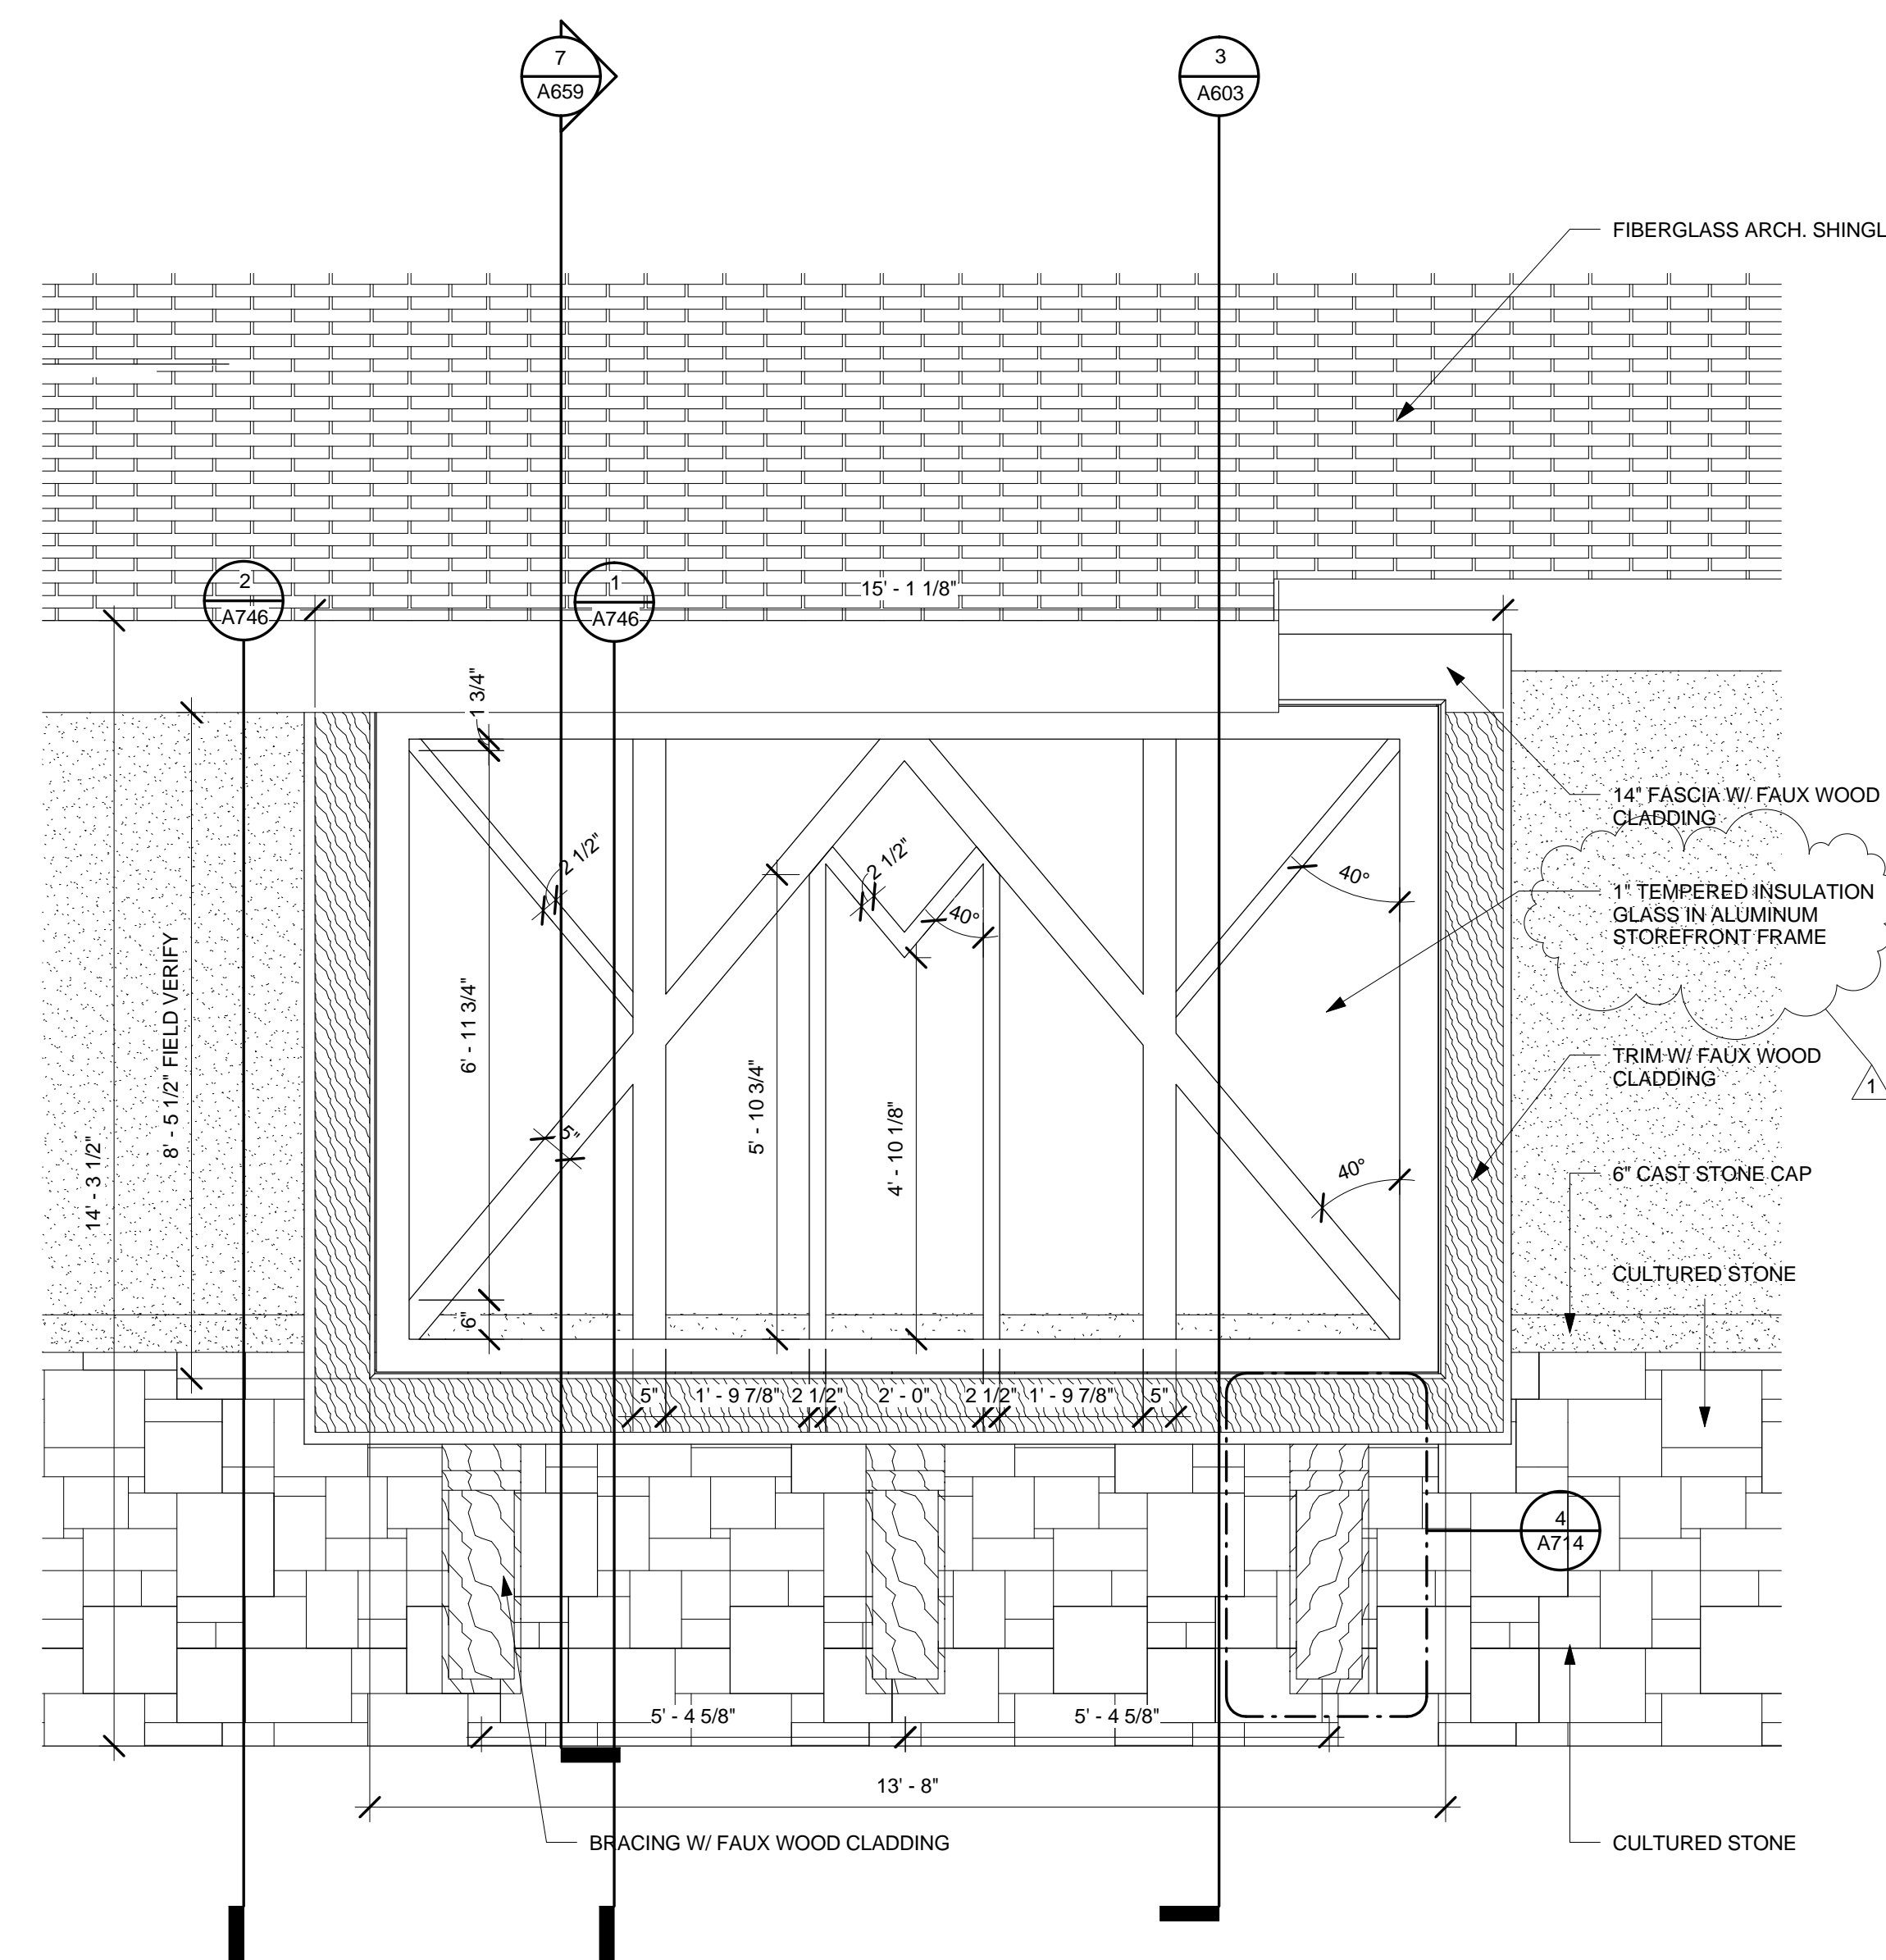 7
A659
3
A603
FIBERGLASS ARCH. SHINGL
2
A746
1
A746
15' - 1 1/8"
1 3/4"
14" FASCIA W/ FAUX WOOD
CLADDING
2 1/2"
2 1/2"
40°
40°
1" TEMPERED INSULATION
GLASS IN ALUMINUM
STOREFRONT FRAME
8' - 5 1/2" FIELD VERIFY
6' - 11 3/4"
TRIM W/ FAUX WOOD
CLADDING
1
14' - 3 1/2"
5"
5' - 10 3/4"
4' - 10 1/8"
40°
6" CAST STONE CAP
CULTURED STONE
6"
5"
1' - 9 7/8"
2 1/2"
2' - 0"
2 1/2"
1' - 9 7/8"
5"
4
A714
5' - 4 5/8"
5' - 4 5/8"
13' - 8"
BRACING W/ FAUX WOOD CLADDING
CULTURED STONE